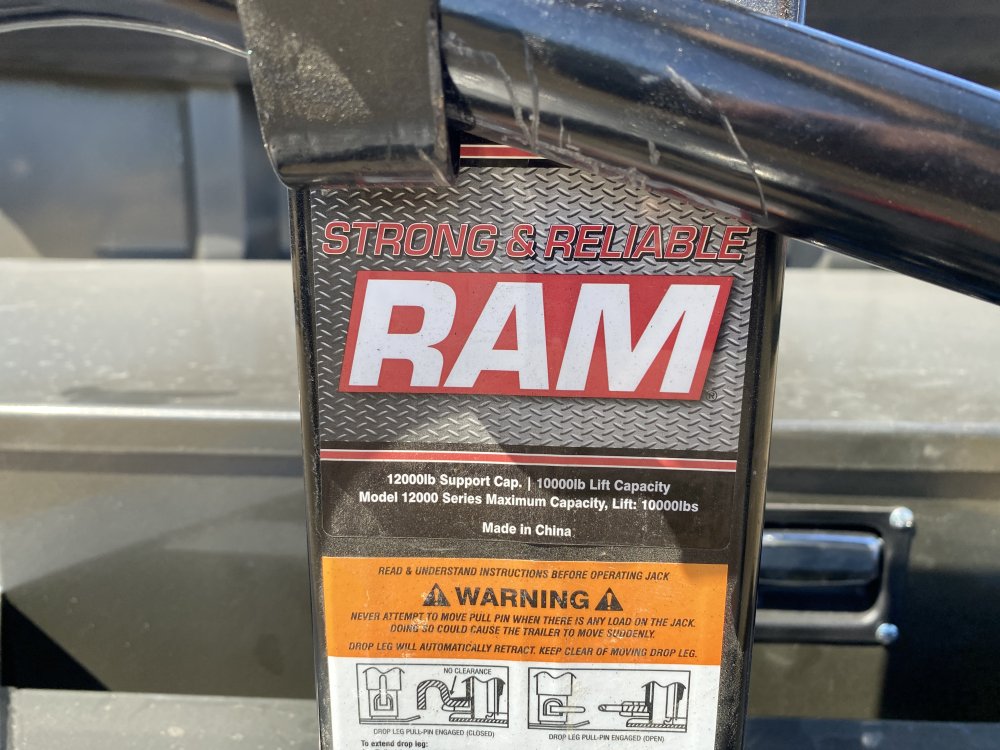 STRONG & RELIABLE
RAM
®
12000lb Support Cap. | 10000lb Lift Capacity
Model 12000 Series Maximum Capacity, Lift: 10000lbs
Made in China
READ & UNDERSTAND INSTRUCTIONS BEFORE OPERATING JACK
WARNING
NEVER ATTEMPT TO MOVE PULL PIN WHEN THERE IS ANY LOAD ON THE JACK.
DOING SO COULD CAUSE THE TRAILER TO MOVE SUDDENLY.
DROP LEG WILL AUTOMATICALLY RETRACT. KEEP CLEAR OF MOVING DROP LEG.
NO CLEARANCE
DROP LEG PULL-PIN ENGAGED (CLOSED)
DROP LEG PULL-PIN ENGAGED (OPEN)
To extend drop leg: